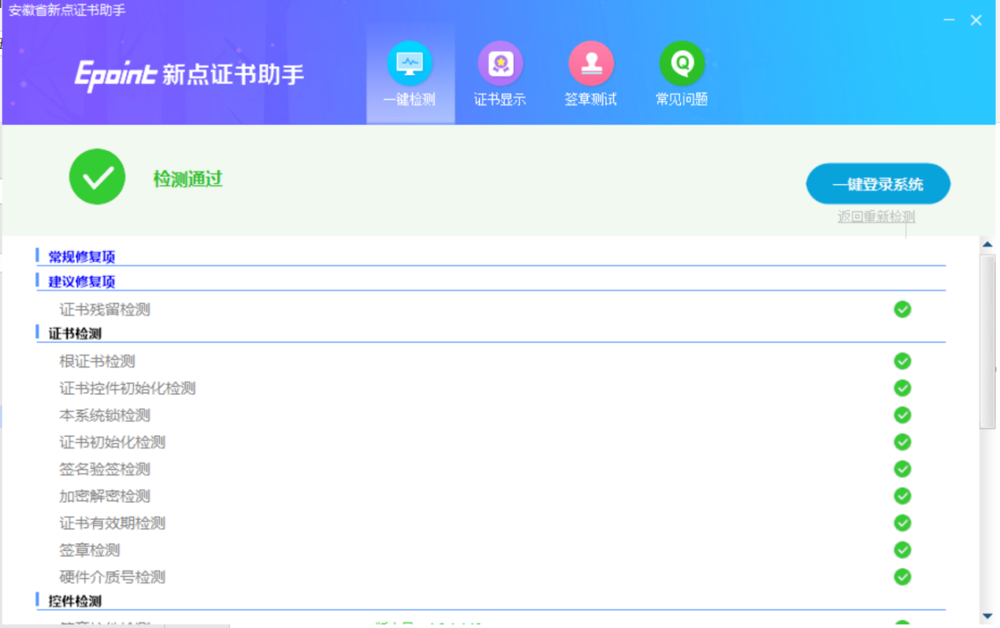 安徽省新点证书助手
Epoint 新点证书助手
一键检测
证书显示
签章测试
常见问题
检测通过
一键登录系统
返回重新检测
常规修复项
建议修复项
证书残留检测
证书检测
根证书检测
证书控件初始化检测
本系统锁检测
证书初始化检测
签名验签检测
加密解密检测
证书有效期检测
签章检测
硬件介质号检测
控件检测